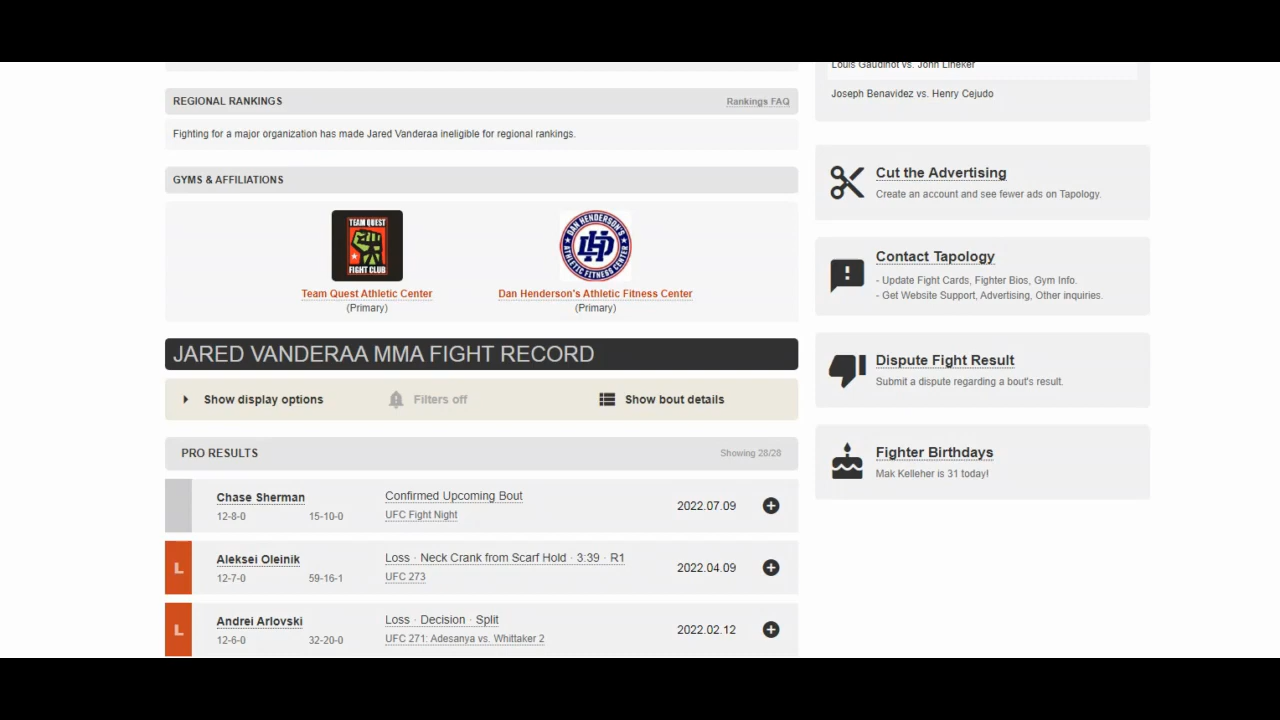 Louis Gaudinot vs. John Lineker
Joseph Benavidez vs. Henry Cejudo
REGIONAL RANKINGS
Rankings FAQ
Fighting for a major organization has made Jared Vanderaa ineligible for regional rankings.
GYMS & AFFILIATIONS
TEAM QUEST
FIGHT CLUB
DAN HENDERSON'S
ATHLETIC FITNESS CENTER
DH
Team Quest Athletic Center
(Primary)
Dan Henderson's Athletic Fitness Center
(Primary)
JARED VANDERAA MMA FIGHT RECORD
Show display options
Filters off
Show bout details
PRO RESULTS
Showing 28/28
Chase Sherman
12-8-0 15-10-0
Confirmed Upcoming Bout
UFC Fight Night
2022.07.09
L
Aleksei Oleinik
12-7-0 59-16-1
Loss · Neck Crank from Scarf Hold · 3:39 · R1
UFC 273
2022.04.09
L
Andrei Arlovski
12-6-0 32-20-0
Loss · Decision · Split
UFC 271: Adesanya vs. Whittaker 2
2022.02.12
Cut the Advertising
Create an account and see fewer ads on Tapology.
Contact Tapology
- Update Fight Cards, Fighter Bios, Gym Info.
- Get Website Support, Advertising, Other inquiries.
Dispute Fight Result
Submit a dispute regarding a bout's result.
Fighter Birthdays
Mak Kelleher is 31 today!